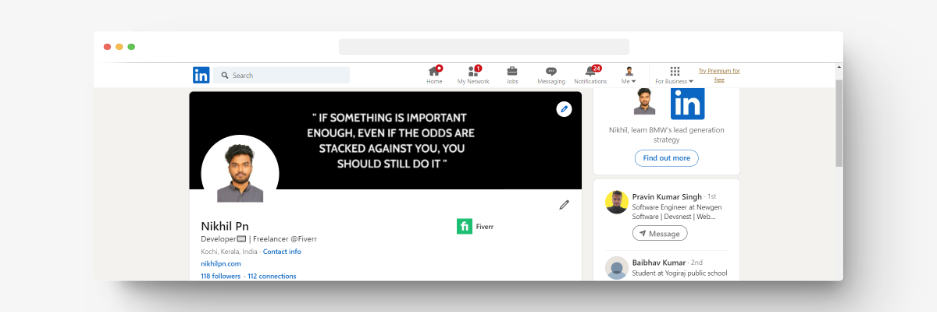 in
Search
Home
1
My Network
Jobs
Messaging
24
Notifications
Me
For Business
Try Premium for
free
" IF SOMETHING IS IMPORTANT
ENOUGH, EVEN IF THE ODDS ARE
STACKED AGAINST YOU, YOU
SHOULD STILL DO IT "
Nikhil Pn
Developer | Freelancer @Fiverr
Kochi, Kerala, India · Contact info
nikhilpn.com
118 followers · 112 connections
fi
Fiverr
in
Nikhil, learn BMW's lead generation
strategy
Find out more
Pravin Kumar Singh · 1st
Software Engineer at Newgen
Software | Devsnest | Web...
Message
Baibhav Kumar · 2nd
Student at Yogiraj public school